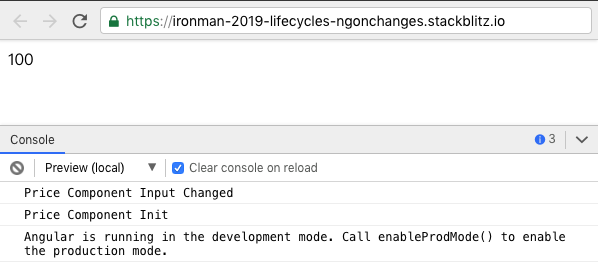 https://ironman-2019-lifecycles-ngonchanges.stackblitz.io
100
Console
3
Preview (local) ▼
Clear console on reload
Price Component Input Changed
Price Component Init
Angular is running in the development mode. Call enableProdMode() to enable
the production mode.